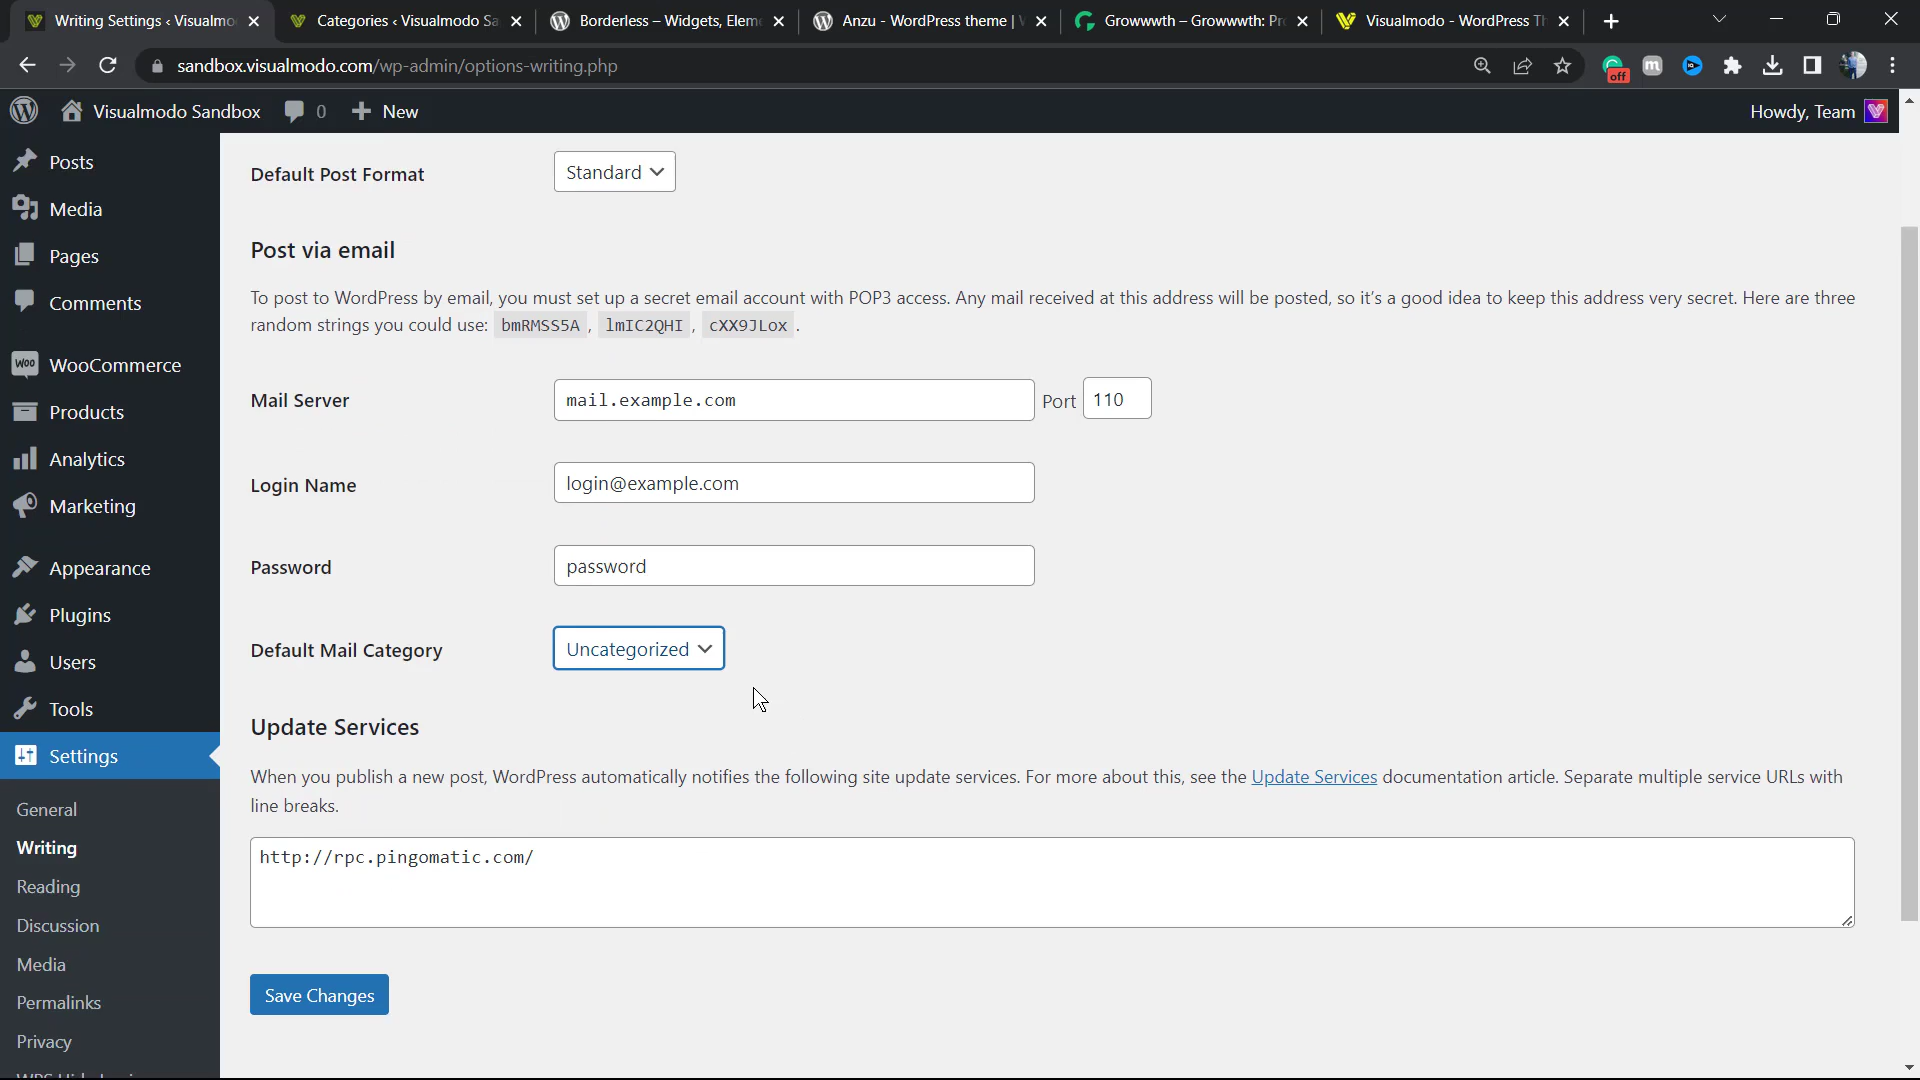 Writing Settings ‹ Visualmo
Categories ‹ Visualmodo Sa
Borderless – Widgets, Elem
Anzu - WordPress theme |
Growwwth – Growwwth: Pr
Visualmodo - WordPress Th
sandbox.visualmodo.com/wp-admin/options-writing.php
off
Visualmodo Sandbox
0
New
Howdy, Team
Posts
Media
Pages
Comments
WooCommerce
Products
Analytics
Marketing
Appearance
Plugins
Users
Tools
Settings
General
Writing
Reading
Discussion
Media
Permalinks
Privacy
Default Post Format
Standard
Post via email
To post to WordPress by email, you must set up a secret email account with POP3 access. Any mail received at this address will be posted, so it’s a good idea to keep this address very secret. Here are three
random strings you could use: bmRMSS5A , lmIC2QHI , cXX9JLox .
Mail Server
mail.example.com
Port
110
Login Name
login@example.com
Password
password
Default Mail Category
Uncategorized
Update Services
When you publish a new post, WordPress automatically notifies the following site update services. For more about this, see the Update Services documentation article. Separate multiple service URLs with
line breaks.
http://rpc.pingomatic.com/
Save Changes